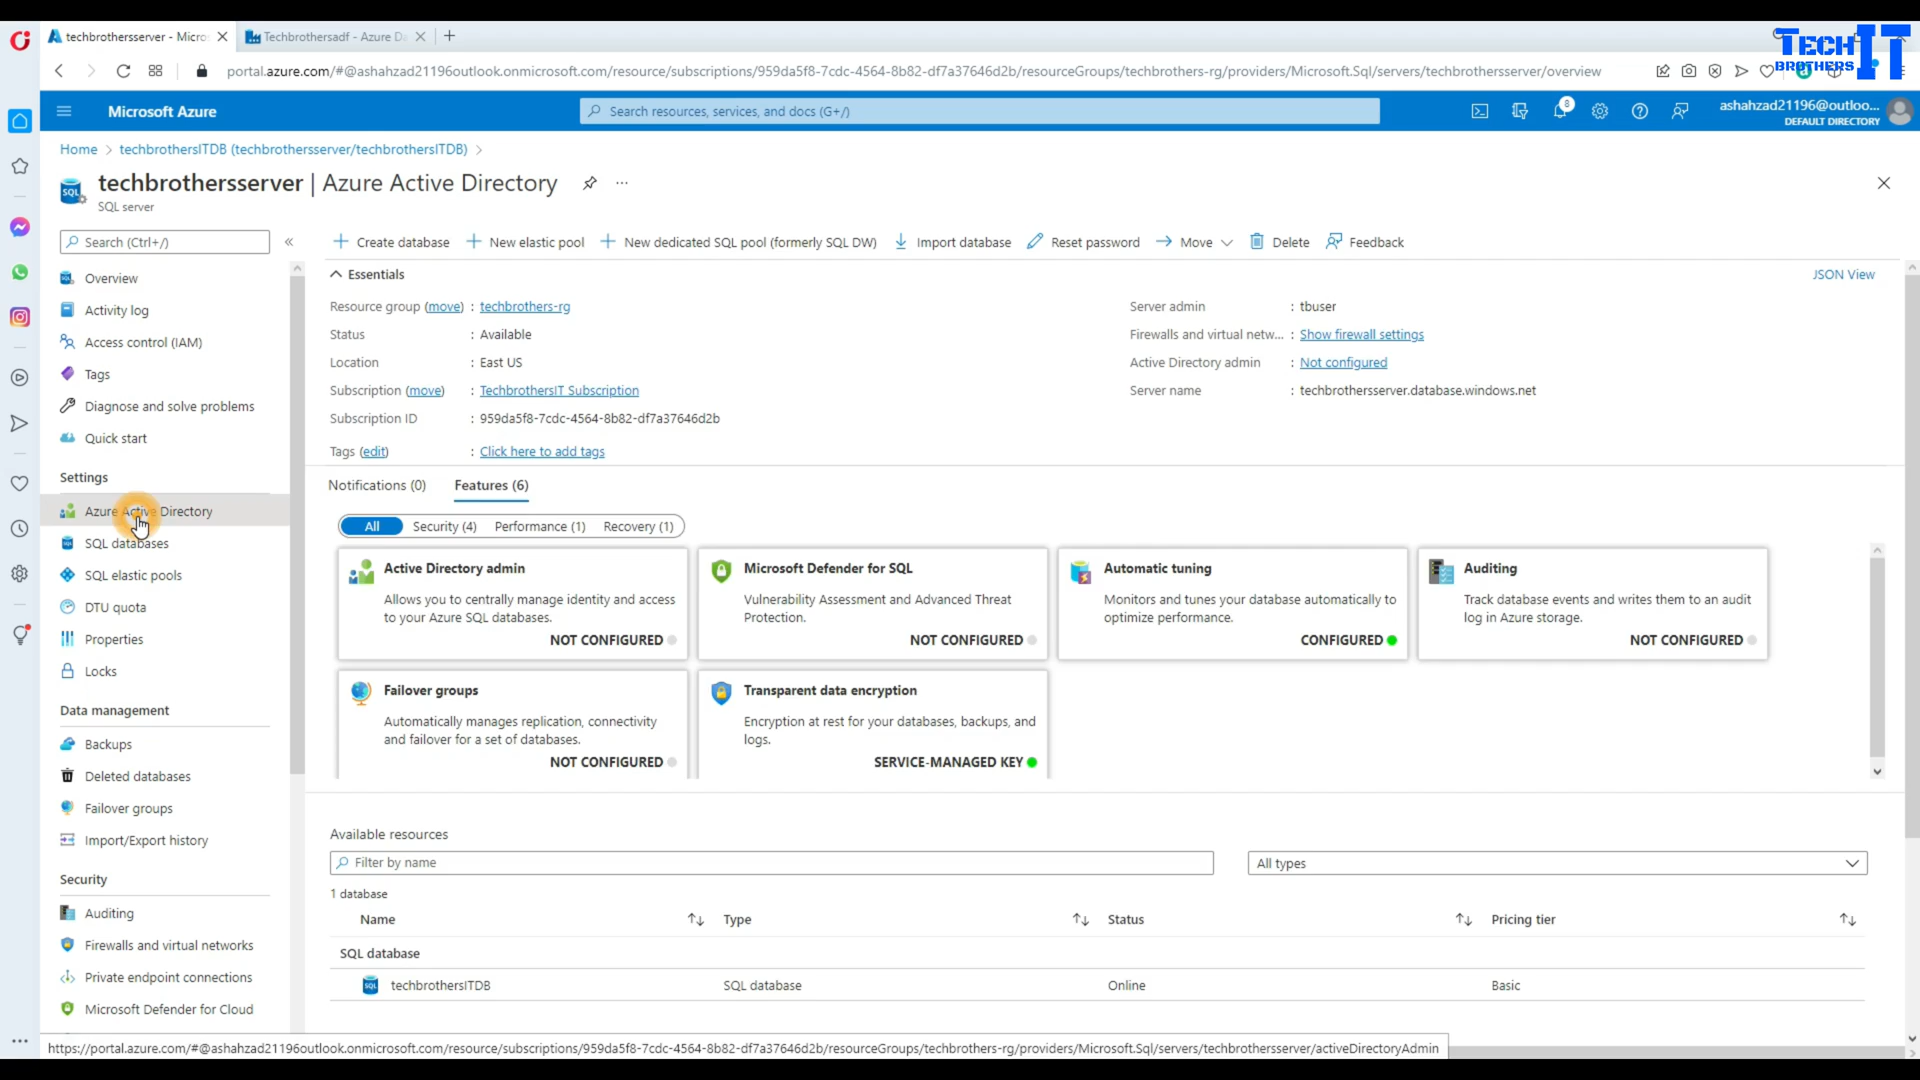 techbrothersserver - Micro
Techbrothersadf - Azure Da
TECH IT
BROTHERS
portal.azure.com/#@ashahzad21196outlook.onmicrosoft.com/resource/subscriptions/959da5f8-7cdc-4564-8b82-df7a37646d2b/resourceGroups/techbrothers-rg/providers/Microsoft.Sql/servers/techbrothersserver/overview
Microsoft Azure
Search resources, services, and docs (G+/)
8
ashahzad21196@outloo...
DEFAULT DIRECTORY
Home > techbrothersITDB (techbrothersserver/techbrothersITDB) >
techbrothersserver | Azure Active Directory
SQL server
Search (Ctrl+/)
Overview
Activity log
Access control (IAM)
Tags
Diagnose and solve problems
Quick start
Settings
Azure Active Directory
SQL databases
SQL elastic pools
DTU quota
Properties
Locks
Data management
Backups
Deleted databases
Failover groups
Import/Export history
Security
Auditing
Firewalls and virtual networks
Private endpoint connections
Microsoft Defender for Cloud
Create database
New elastic pool
New dedicated SQL pool (formerly SQL DW)
Import database
Reset password
Move
Delete
Feedback
Essentials
JSON View
Resource group (move) : techbrothers-rg
Status : Available
Location : East US
Subscription (move) : TechbrothersIT Subscription
Subscription ID : 959da5f8-7cdc-4564-8b82-df7a37646d2b
Tags (edit) : Click here to add tags
Server admin : tbuser
Firewalls and virtual netw... : Show firewall settings
Active Directory admin : Not configured
Server name : techbrothersserver.database.windows.net
Notifications (0)
Features (6)
All
Security (4)
Performance (1)
Recovery (1)
Active Directory admin
Allows you to centrally manage identity and access
to your Azure SQL databases.
NOT CONFIGURED
Microsoft Defender for SQL
Vulnerability Assessment and Advanced Threat
Protection.
NOT CONFIGURED
Automatic tuning
Monitors and tunes your database automatically to
optimize performance.
CONFIGURED
Auditing
Track database events and writes them to an audit
log in Azure storage.
NOT CONFIGURED
Failover groups
Automatically manages replication, connectivity
and failover for a set of databases.
NOT CONFIGURED
Transparent data encryption
Encryption at rest for your databases, backups, and
logs.
SERVICE-MANAGED KEY
Available resources
Filter by name
All types
1 database
Name
Type
Status
Pricing tier
SQL database
techbrothersITDB
SQL database
Online
Basic
https://portal.azure.com/#@ashahzad21196outlook.onmicrosoft.com/resource/subscriptions/959da5f8-7cdc-4564-8b82-df7a37646d2b/resourceGroups/techbrothers-rg/providers/Microsoft.Sql/servers/techbrothersserver/activeDirectoryAdmin